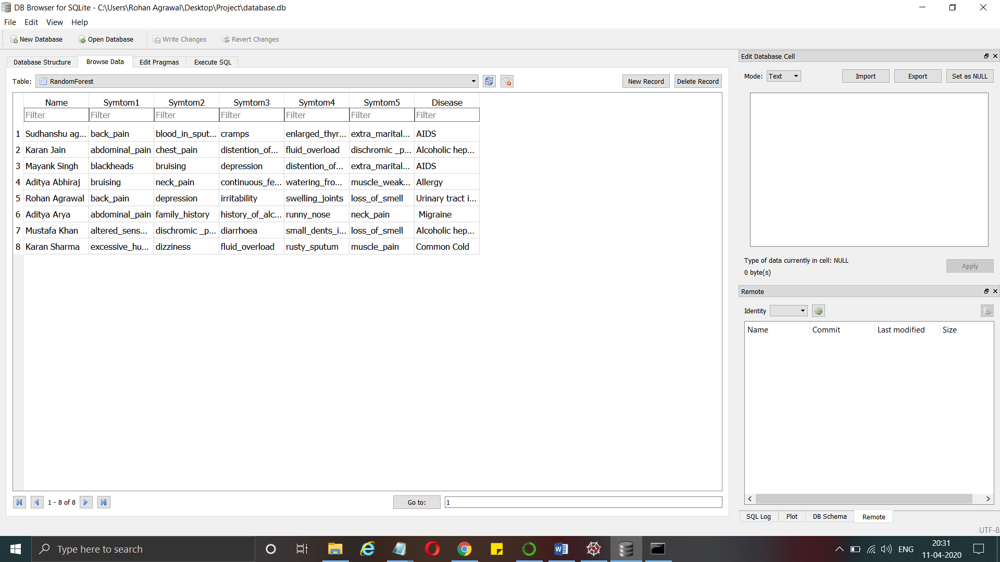 DB Browser for SQLite - C:\Users\Rohan Agrawal\Desktop\Project\database.db
File Edit View Help
New Database Open Database Write Changes Revert Changes
Database Structure Browse Data Edit Pragmas Execute SQL
Table: RandomForest New Record Delete Record
Name Symtom1 Symtom2 Symtom3 Symtom4 Symtom5 Disease
Filter Filter Filter Filter Filter Filter Filter
1 Sudhanshu ag... back_pain blood_in_sput... cramps enlarged_thyr... extra_marital... AIDS
2 Karan Jain abdominal_pain chest_pain distention_of... fluid_overload dischromic _p... Alcoholic hep...
3 Mayank Singh blackheads bruising depression distention_of... extra_marital... AIDS
4 Aditya Abhiraj bruising neck_pain continuous_fe... watering_fro... muscle_weak... Allergy
5 Rohan Agrawal back_pain depression irritability swelling_joints loss_of_smell Urinary tract i...
6 Aditya Arya abdominal_pain family_history history_of_alc... runny_nose neck_pain Migraine
7 Mustafa Khan altered_sens... dischromic _p... diarrhoea small_dents_i... loss_of_smell Alcoholic hep...
8 Karan Sharma excessive_hu... dizziness fluid_overload rusty_sputum muscle_pain Common Cold
1 - 8 of 8 Go to: 1
Edit Database Cell
Mode: Text Import Export Set as NULL
Type of data currently in cell: NULL
0 byte(s)
Apply
Remote
Identity
Name Commit Last modified Size
SQL Log Plot DB Schema Remote
UTF-8
Type here to search
ENG
20:31
11-04-2020